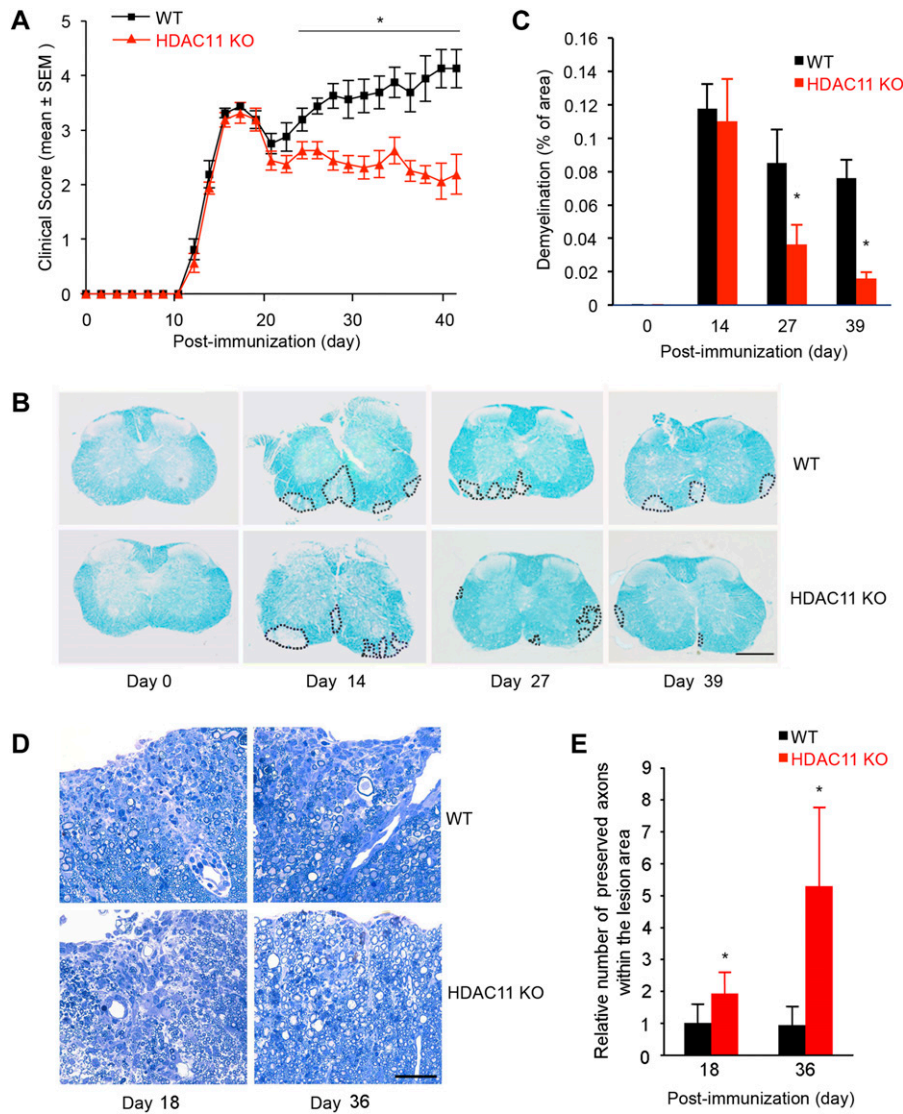 A
WT
HDAC11 KO
*
5
4
3
2
1
0
Clinical Score (mean ± SEM )
0 10 20 30 40
Post-immunization (day)
C
WT
HDAC11 KO
0.16
0.14
0.12
0.10
0.08
0.06
0.04
0.02
0
*
*
Demyelination (% of area)
0 14 27 39
Post-immunization (day)
B
WT
HDAC11 KO
Day 0 Day 14 Day 27 Day 39
D
WT
HDAC11 KO
Day 18 Day 36
E
WT
HDAC11 KO
9
8
7
6
5
4
3
2
1
0
*
*
Relative number of preserved axons
within the lesion area
18 36
Post-immunization (day)